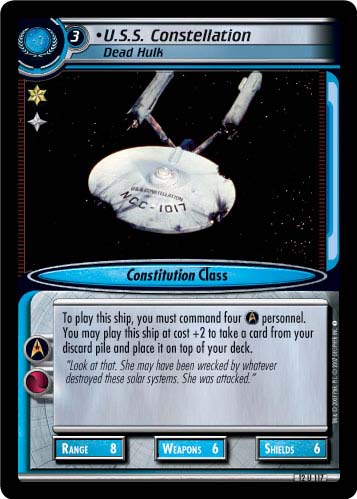 3
•U.S.S. Constellation
Dead Hulk
U.S.S. CONSTELLATION
NCC-1017
Constitution Class
To play this ship, you must command four personnel.
You may play this ship at cost +2 to take a card from your
discard pile and place it on top of your deck.
"Look at that. She may have been wrecked by whatever
destroyed these solar systems. She was attacked."
RANGE 8 WEAPONS 6 SHIELDS 6
12 U 117